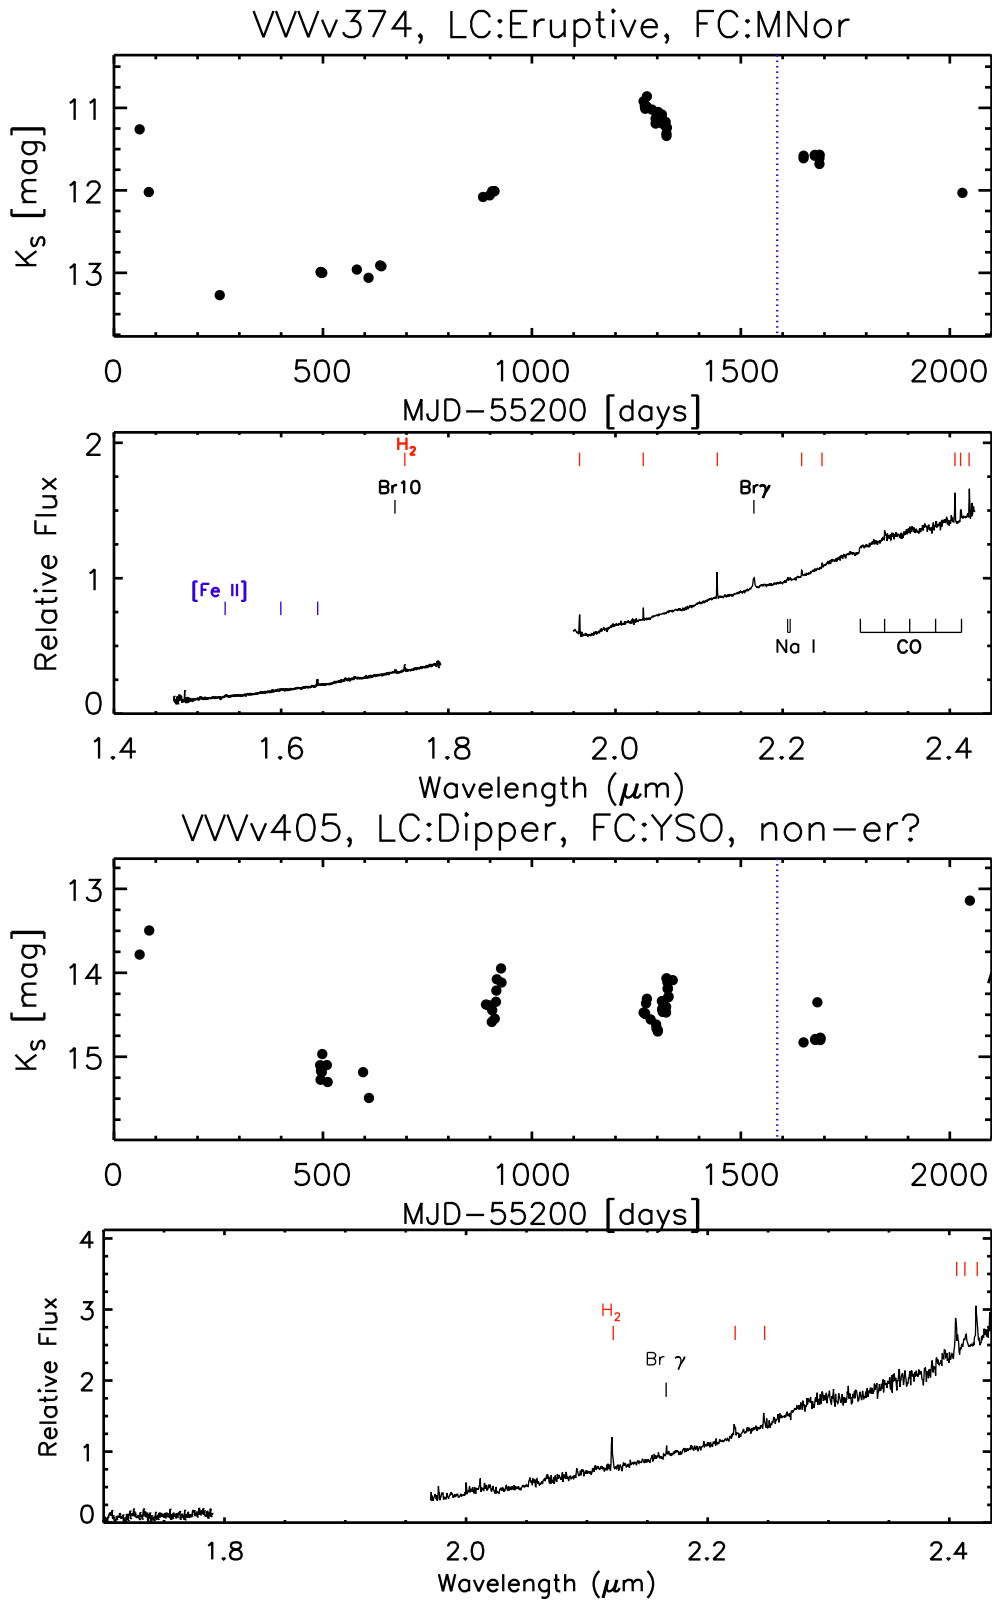 VVVv374, LC:Eruptive, FC:MNor
11
12
13
K_S [mag]
0 500 1000 1500 2000
MJD-55200 [days]
2
1
0
Relative Flux
H_2
Br10
Brγ
[Fe II]
Na I
CO
1.4 1.6 1.8 2.0 2.2 2.4
Wavelength (μm)
VVVv405, LC:Dipper, FC:YSO, non-er?
13
14
15
K_S [mag]
0 500 1000 1500 2000
MJD-55200 [days]
4
3
2
1
0
Relative Flux
H_2
Br γ
1.8 2.0 2.2 2.4
Wavelength (μm)